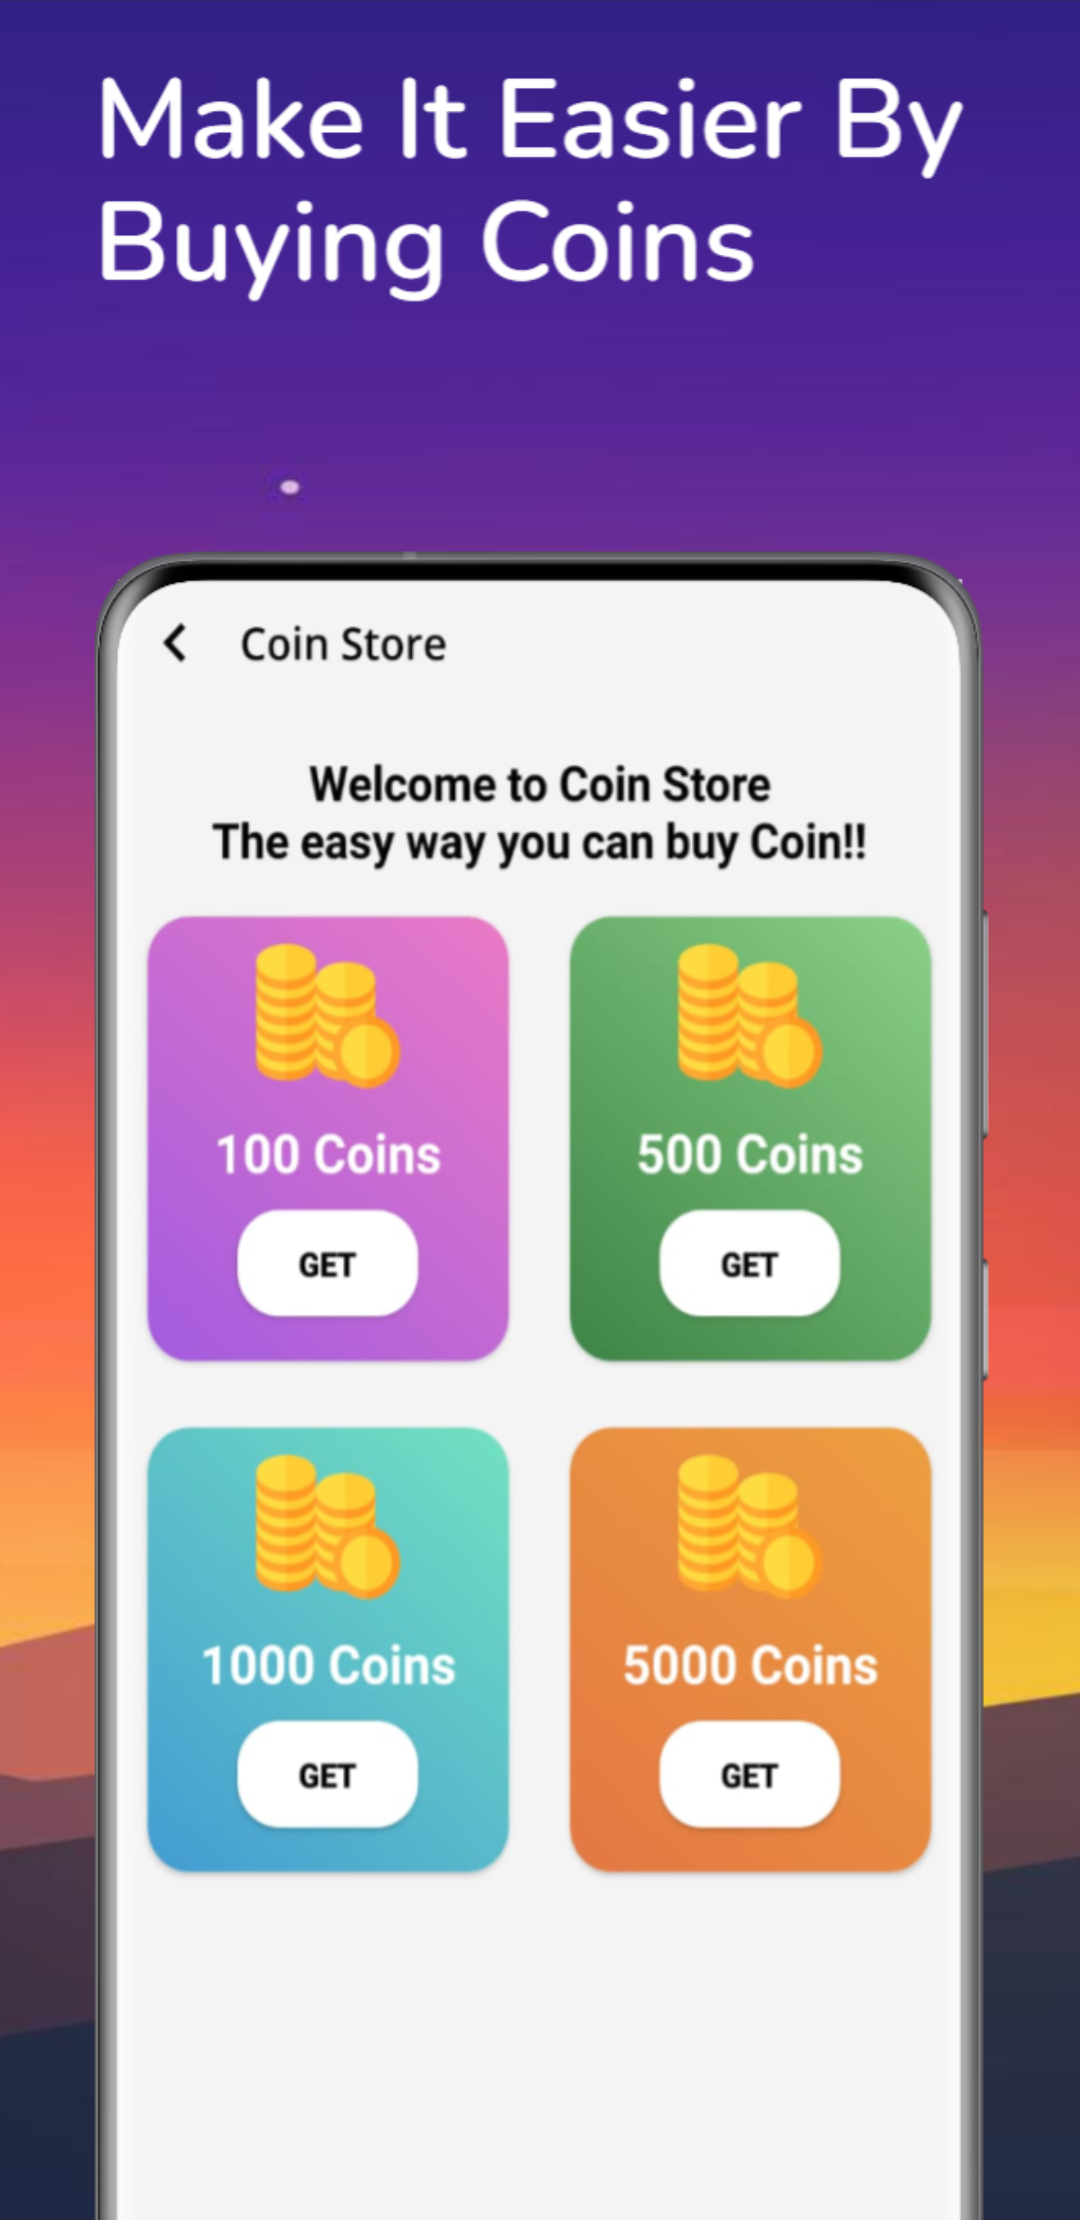 Make It Easier By
Buying Coins
Coin Store
Welcome to Coin Store
The easy way you can buy Coin!!
100 Coins
500 Coins
GET
GET
1000 Coins
5000 Coins
GET
GET